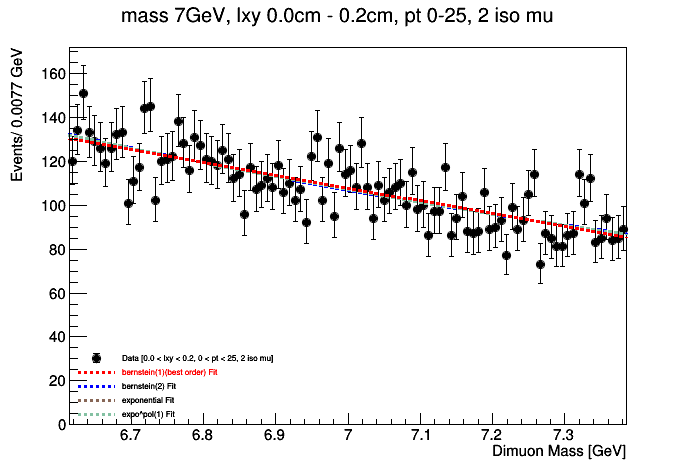 mass 7GeV, lxy 0.0cm - 0.2cm, pt 0-25, 2 iso mu
Events/ 0.0077 GeV
160
140
120
100
80
60
40
20
0
Data [0.0 < lxy < 0.2, 0 < pt < 25, 2 iso mu]
bernstein(1)(best order) Fit
bernstein(2) Fit
exponential Fit
expo*pol(1) Fit
6.7 6.8 6.9 7 7.1 7.2 7.3
Dimuon Mass [GeV]